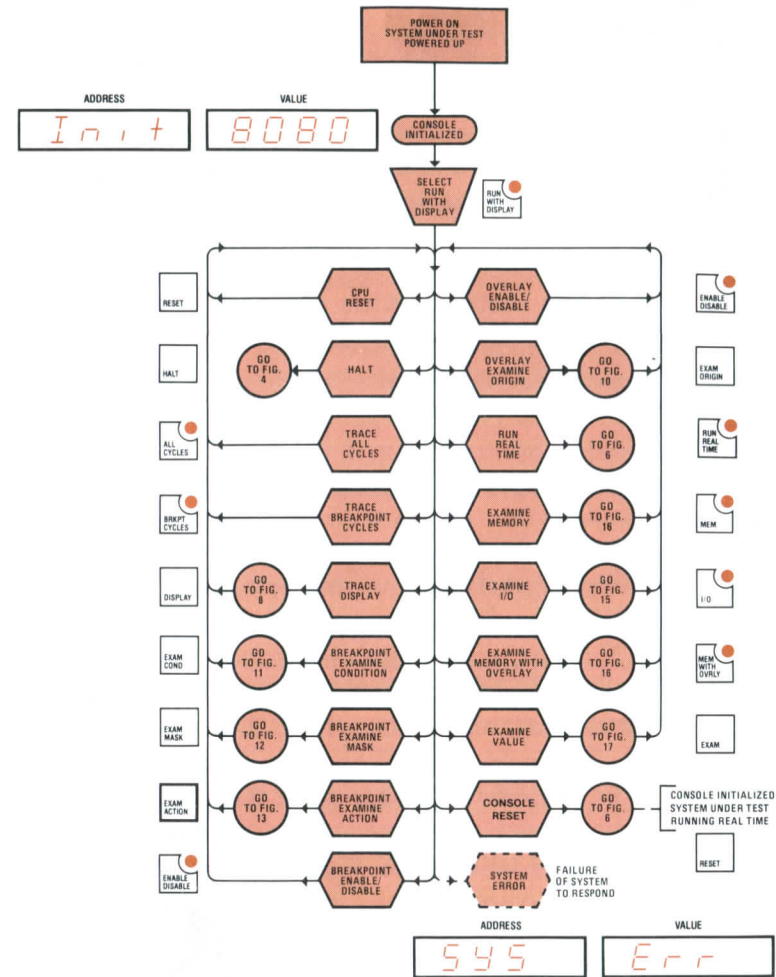 POWER ON
SYSTEM UNDER TEST
POWERED UP
ADDRESS
VALUE
Init
8080
CONSOLE
INITIALIZED
SELECT
RUN
WITH
DISPLAY
RUN
WITH
DISPLAY
RESET
CPU
RESET
OVERLAY
ENABLE/
DISABLE
ENABLE
DISABLE
HALT
GO
TO FIG.
4
HALT
OVERLAY
EXAMINE
ORIGIN
GO
TO FIG.
10
EXAM
ORIGIN
ALL
CYCLES
TRACE
ALL
CYCLES
RUN
REAL
TIME
GO
TO FIG.
6
RUN
REAL
TIME
BRKPT
CYCLES
TRACE
BREAKPOINT
CYCLES
EXAMINE
MEMORY
GO
TO FIG.
16
MEM
DISPLAY
GO
TO FIG.
8
TRACE
DISPLAY
EXAMINE
I/O
GO
TO FIG.
15
I/O
EXAM
COND
GO
TO FIG.
11
BREAKPOINT
EXAMINE
CONDITION
EXAMINE
MEMORY WITH
OVERLAY
GO
TO FIG.
16
MEM
WITH
OVRLY
EXAM
MASK
GO
TO FIG.
12
BREAKPOINT
EXAMINE
MASK
EXAMINE
VALUE
GO
TO FIG.
17
EXAM
EXAM
ACTION
GO
TO FIG.
13
BREAKPOINT
EXAMINE
ACTION
CONSOLE
RESET
GO
TO FIG.
6
CONSOLE INITIALIZED
SYSTEM UNDER TEST
RUNNING REAL TIME
RESET
ENABLE
DISABLE
BREAKPOINT
ENABLE/
DISABLE
SYSTEM
ERROR
FAILURE
OF SYSTEM
TO RESPOND
ADDRESS
VALUE
SYS
Err